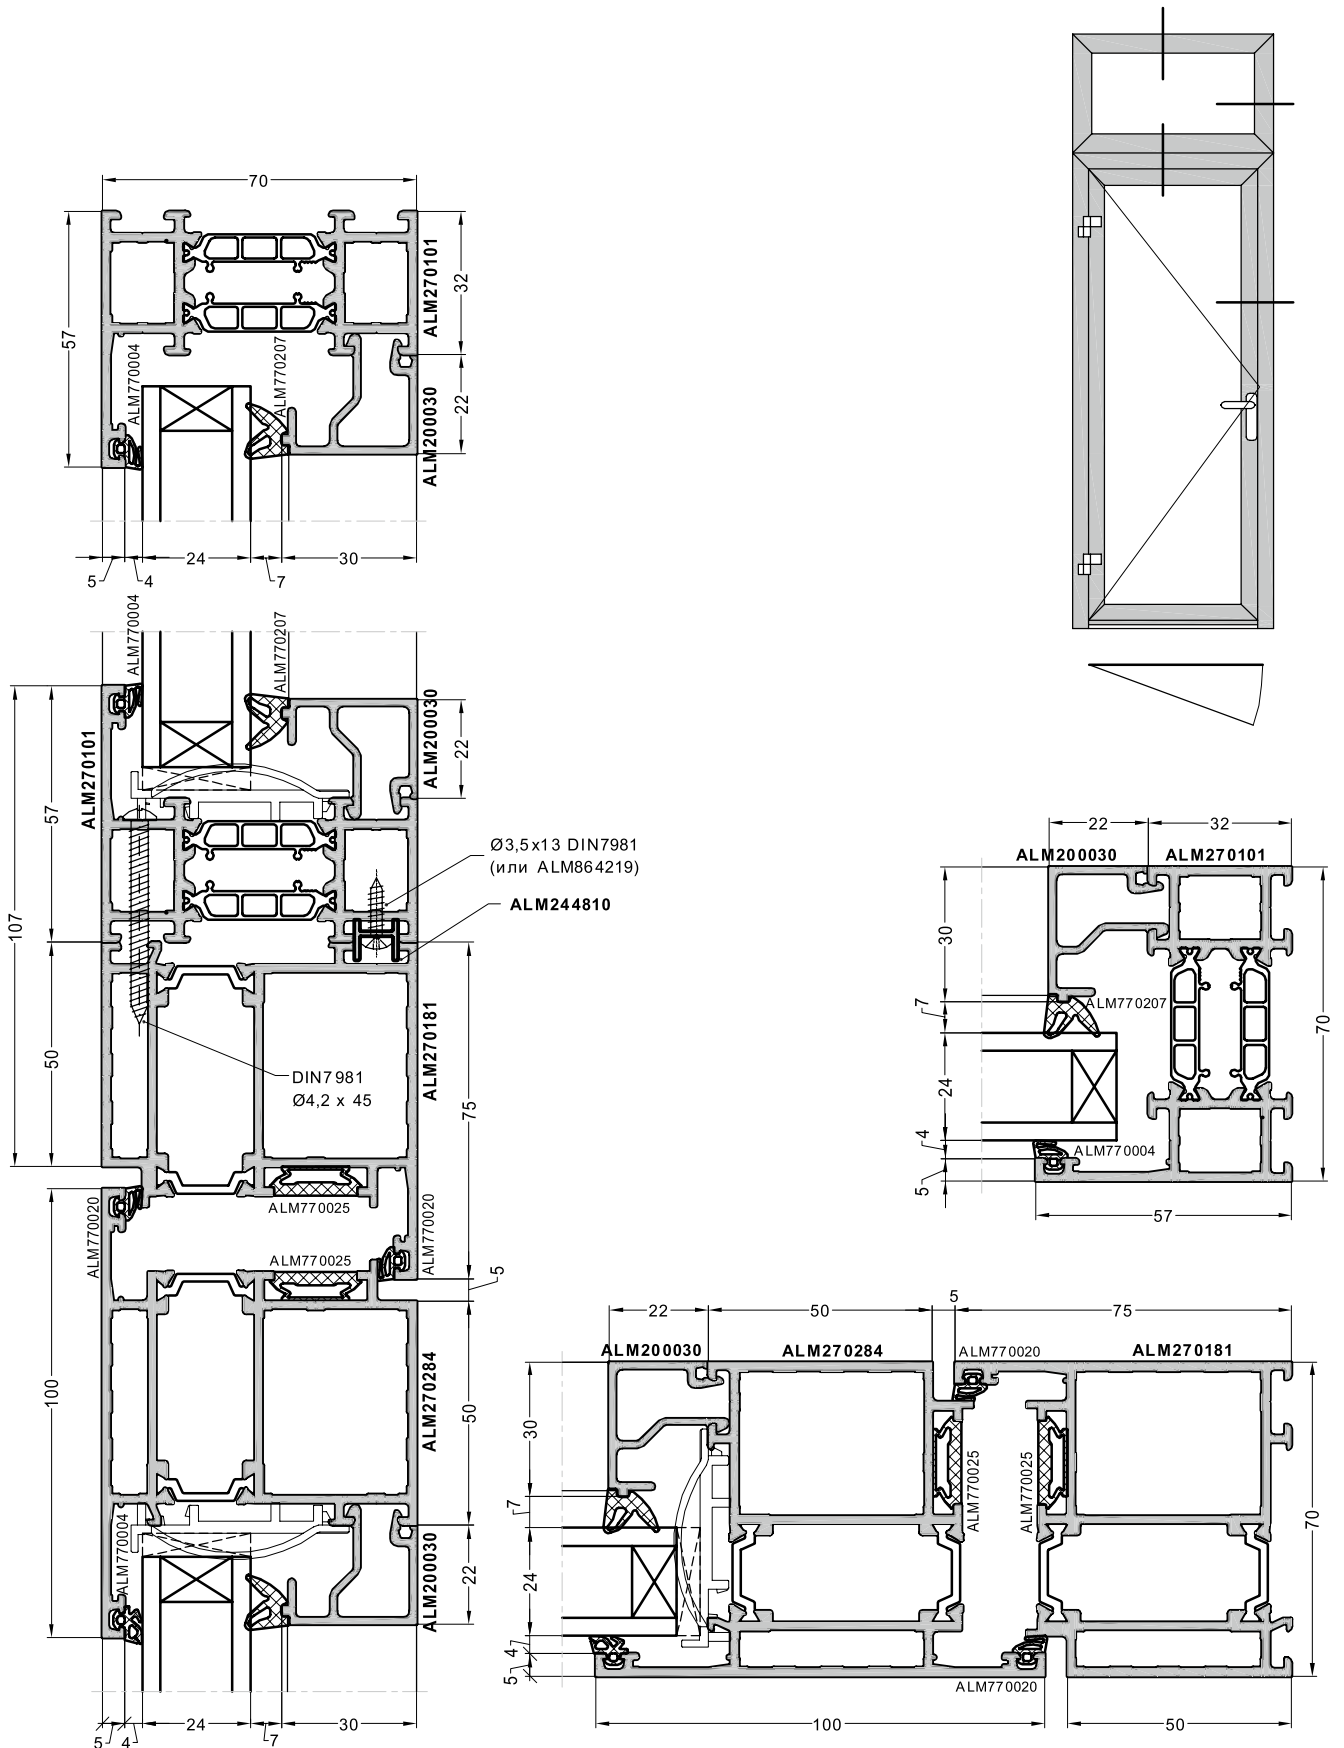 70
57
32
22
ALM270101
ALM200030
ALM770004
ALM770207
5
4
24
7
30
ALM770004
ALM770207
ALM270101
ALM200030
22
57
107
50
Ø3,5x13 DIN7981
(или ALM864219)
ALM244810
ALM270181
DIN7981
Ø4,2 x 45
75
ALM770020
ALM770025
ALM770020
ALM770025
5
ALM270284
100
50
ALM770004
ALM200030
22
5
4
24
7
30
22
32
ALM200030
ALM270101
30
7
24
4
5
ALM770207
ALM770004
70
57
22
50
5
75
ALM200030
ALM270284
ALM770020
ALM270181
30
7
24
4
5
ALM770025
ALM770025
70
ALM770020
100
50